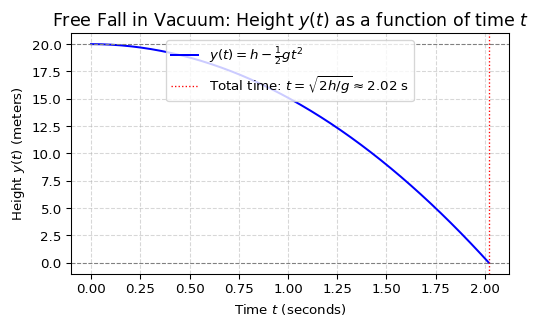 Free Fall in Vacuum: Height y(t) as a function of time t
y(t) = h − ½gt²
Total time: t = √2h/g ≈ 2.02 s
Height y(t) (meters)
20.0
17.5
15.0
12.5
10.0
7.5
5.0
2.5
0.0
0.00 0.25 0.50 0.75 1.00 1.25 1.50 1.75 2.00
Time t (seconds)